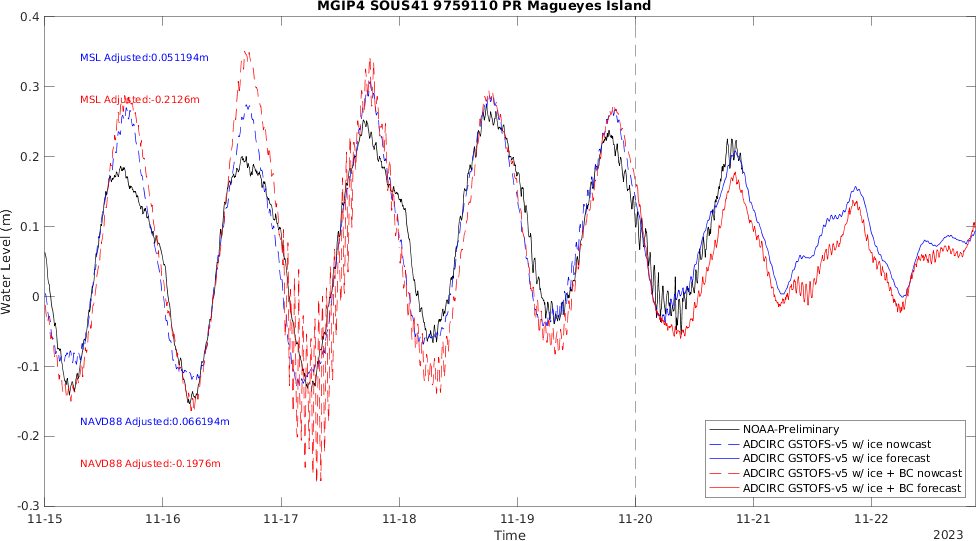 MGIP4 SOUS41 9759110 PR Magueyes Island
0.4
0.3
0.2
0.1
0
-0.1
-0.2
-0.3
Water Level (m)
MSL Adjusted:0.051194m
MSL Adjusted:-0.2126m
NAVD88 Adjusted:0.066194m
NAVD88 Adjusted:-0.1976m
NOAA-Preliminary
ADCIRC GSTOFS-v5 w/ ice nowcast
ADCIRC GSTOFS-v5 w/ ice forecast
ADCIRC GSTOFS-v5 w/ ice + BC nowcast
ADCIRC GSTOFS-v5 w/ ice + BC forecast
11-15 11-16 11-17 11-18 11-19 11-20 11-21 11-22
Time
2023